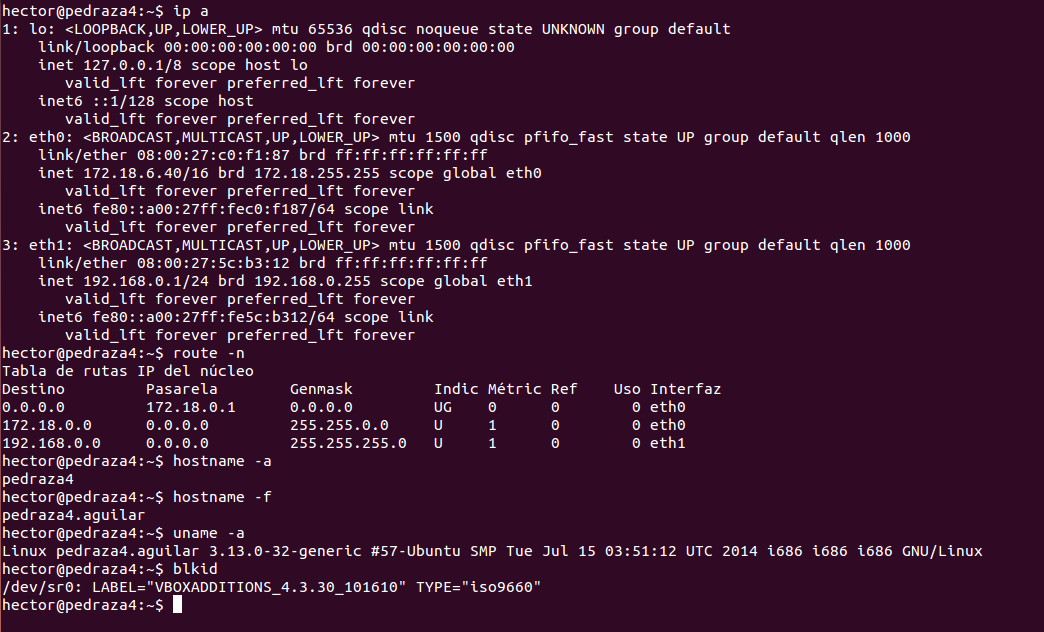 hector@pedraza4:~$ ip a
1: lo: <LOOPBACK,UP,LOWER_UP> mtu 65536 qdisc noqueue state UNKNOWN group default
    link/loopback 00:00:00:00:00:00 brd 00:00:00:00:00:00
    inet 127.0.0.1/8 scope host lo
       valid_lft forever preferred_lft forever
    inet6 ::1/128 scope host
       valid_lft forever preferred_lft forever
2: eth0: <BROADCAST,MULTICAST,UP,LOWER_UP> mtu 1500 qdisc pfifo_fast state UP group default qlen 1000
    link/ether 08:00:27:c0:f1:87 brd ff:ff:ff:ff:ff:ff
    inet 172.18.6.40/16 brd 172.18.255.255 scope global eth0
       valid_lft forever preferred_lft forever
    inet6 fe80::a00:27ff:fec0:f187/64 scope link
       valid_lft forever preferred_lft forever
3: eth1: <BROADCAST,MULTICAST,UP,LOWER_UP> mtu 1500 qdisc pfifo_fast state UP group default qlen 1000
    link/ether 08:00:27:5c:b3:12 brd ff:ff:ff:ff:ff:ff
    inet 192.168.0.1/24 brd 192.168.0.255 scope global eth1
       valid_lft forever preferred_lft forever
    inet6 fe80::a00:27ff:fe5c:b312/64 scope link
       valid_lft forever preferred_lft forever
hector@pedraza4:~$ route -n
Tabla de rutas IP del núcleo
Destino         Pasarela        Genmask         Indic Métric Ref    Uso Interfaz
0.0.0.0         172.18.0.1      0.0.0.0         UG    0      0        0 eth0
172.18.0.0      0.0.0.0         255.255.0.0     U     1      0        0 eth0
192.168.0.0     0.0.0.0         255.255.255.0   U     1      0        0 eth1
hector@pedraza4:~$ hostname -a
pedraza4
hector@pedraza4:~$ hostname -f
pedraza4.aguilar
hector@pedraza4:~$ uname -a
Linux pedraza4.aguilar 3.13.0-32-generic #57-Ubuntu SMP Tue Jul 15 03:51:12 UTC 2014 i686 i686 i686 GNU/Linux
hector@pedraza4:~$ blkid
/dev/sr0: LABEL="VBOXADDITIONS_4.3.30_101610" TYPE="iso9660"
hector@pedraza4:~$